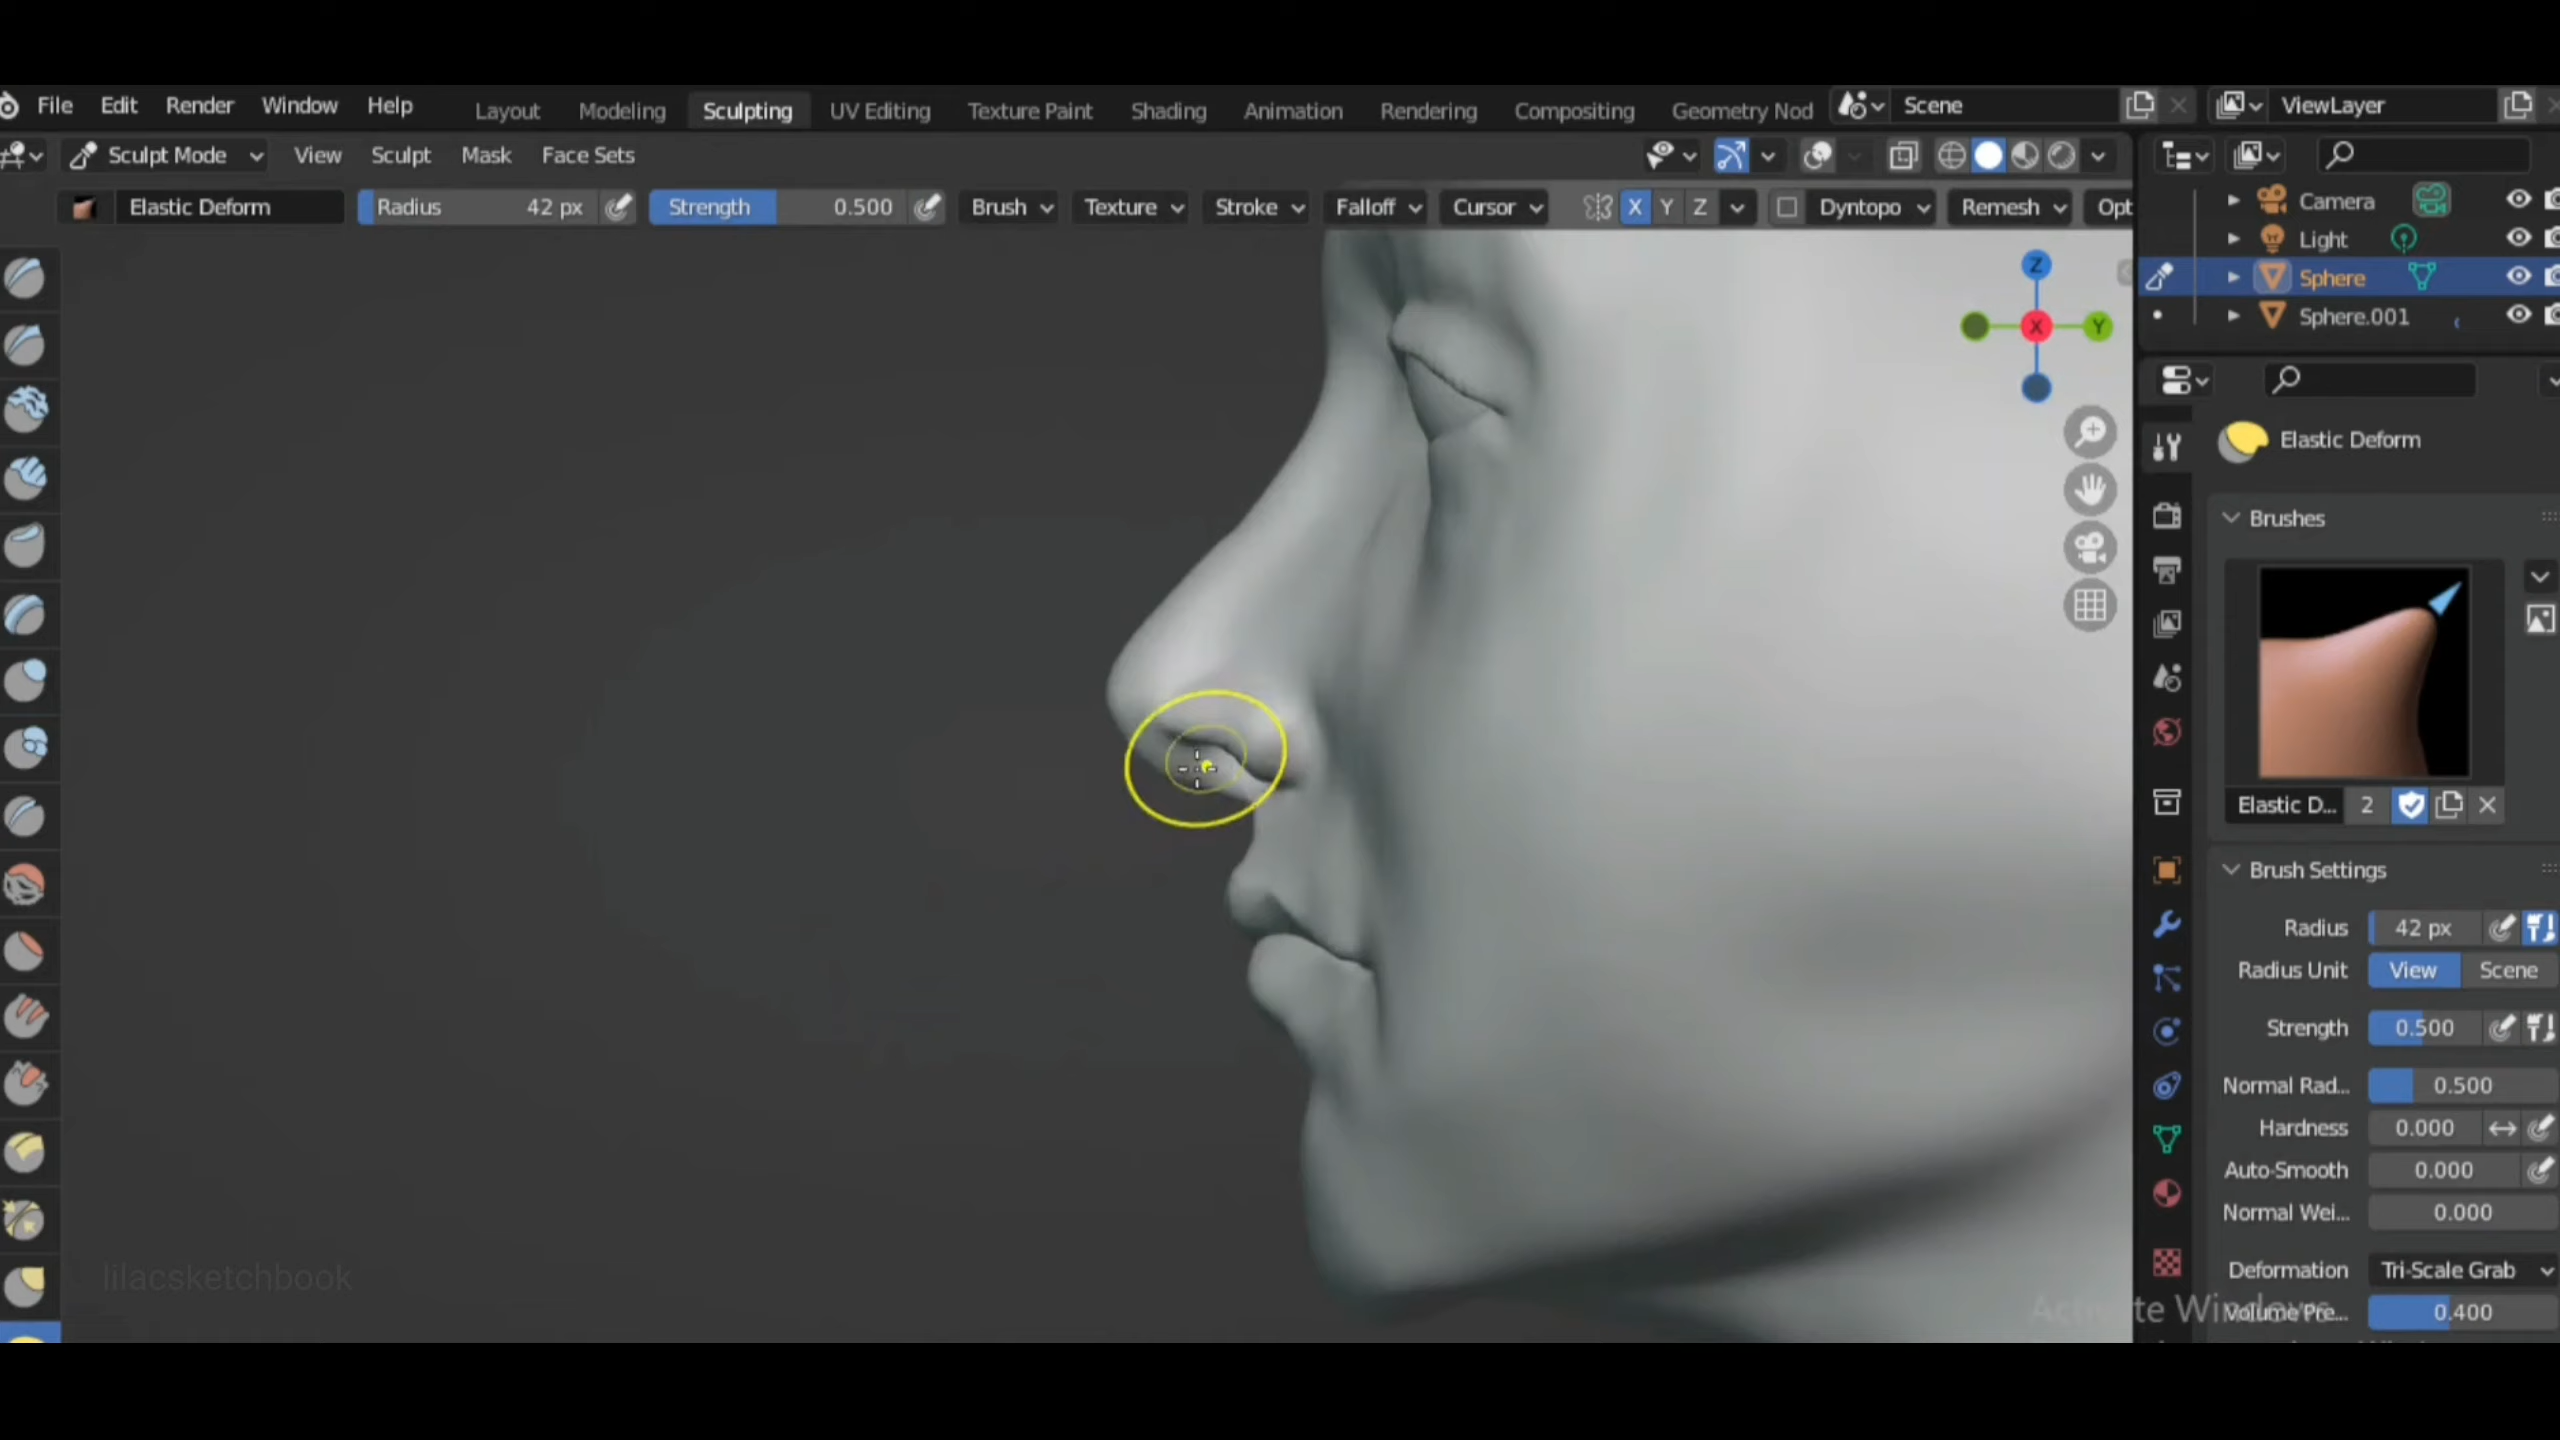 File Edit Render Window Help Layout Modeling Sculpting UV Editing Texture Paint Shading Animation Rendering Compositing Geometry Nod Scene ViewLayer
Sculpt Mode View Sculpt Mask Face Sets
Elastic Deform Radius 42 px Strength 0.500 Brush Texture Stroke Falloff Cursor X Y Z Dyntopo Remesh Opt
Camera
Light
Sphere
Sphere.001
Z
X
Y
Elastic Deform
Brushes
Elastic D... 2
Brush Settings
Radius 42 px
Radius Unit View Scene
Strength 0.500
Normal Rad... 0.500
Hardness 0.000
Auto-Smooth 0.000
Normal Wei... 0.000
Deformation Tri-Scale Grab
Volume Pre... 0.400
lilacsketchbook
Activate Windows